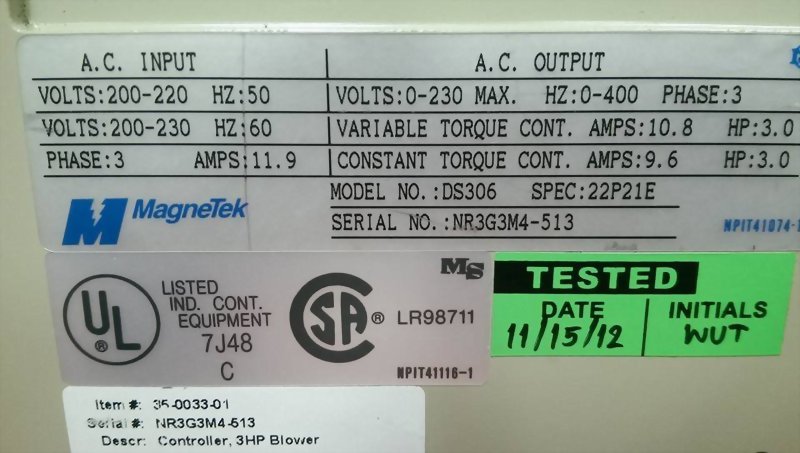 A.C. INPUT
A.C. OUTPUT
VOLTS:200-220 HZ:50
VOLTS:0-230 MAX. HZ:0-400 PHASE:3
VOLTS:200-230 HZ:60
VARIABLE TORQUE CONT. AMPS:10.8 HP:3.0
PHASE:3 AMPS:11.9
CONSTANT TORQUE CONT. AMPS:9.6 HP:3.0
MODEL NO.:DS306 SPEC:22P21E
SERIAL NO.:NR3G3M4-513
MagneTek
UL
®
LISTED
IND. CONT.
EQUIPMENT
7J48
C
SA ®
LR98711
MS
NPIT41116-1
TESTED
DATE
11/15/12
INITIALS
WUT
Item #: 35-0033-01
Serial #: NR3G3M4-513
Descr: Controller, 3HP Blower